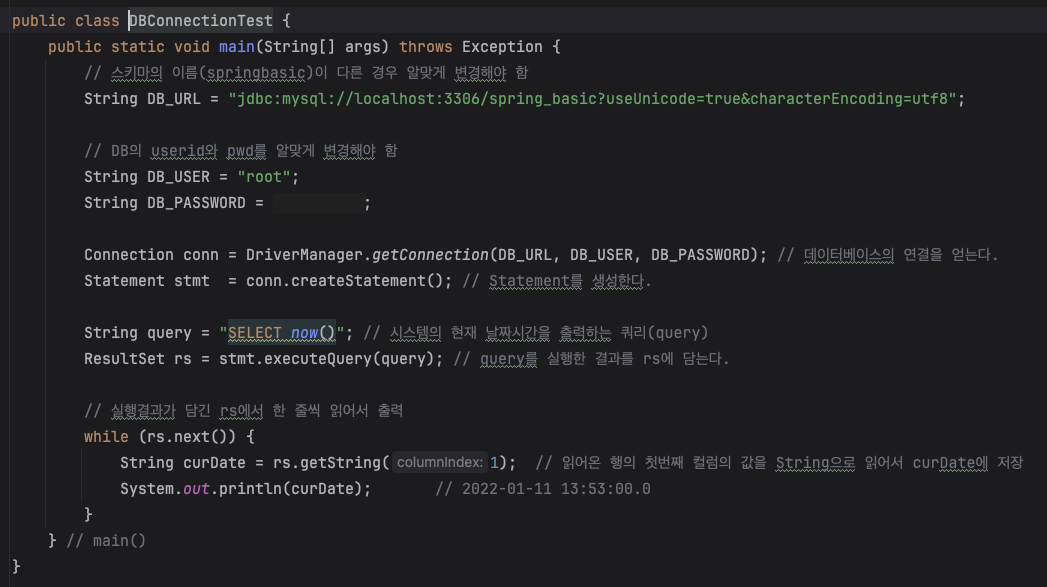 public class DBConnectionTest {
public static void main(String[] args) throws Exception {
// 스키마의 이름(springbasic)이 다른 경우 알맞게 변경해야 함
String DB_URL = "jdbc:mysql://localhost:3306/spring_basic?useUnicode=true&characterEncoding=utf8";
// DB의 userid와 pwd를 알맞게 변경해야 함
String DB_USER = "root";
String DB_PASSWORD = ;
Connection conn = DriverManager.getConnection(DB_URL, DB_USER, DB_PASSWORD); // 데이터베이스의 연결을 얻는다.
Statement stmt  = conn.createStatement(); // Statement를 생성한다.
String query = "SELECT now()"; // 시스템의 현재 날짜시간을 출력하는 쿼리(query)
ResultSet rs = stmt.executeQuery(query); // query를 실행한 결과를 rs에 담는다.
// 실행결과가 담긴 rs에서 한 줄씩 읽어서 출력
while (rs.next()) {
String curDate = rs.getString( columnIndex: 1);  // 읽어온 행의 첫번째 컬럼의 값을 String으로 읽어서 curDate에 저장
System.out.println(curDate);       // 2022-01-11 13:53:00.0
}
} // main()
}